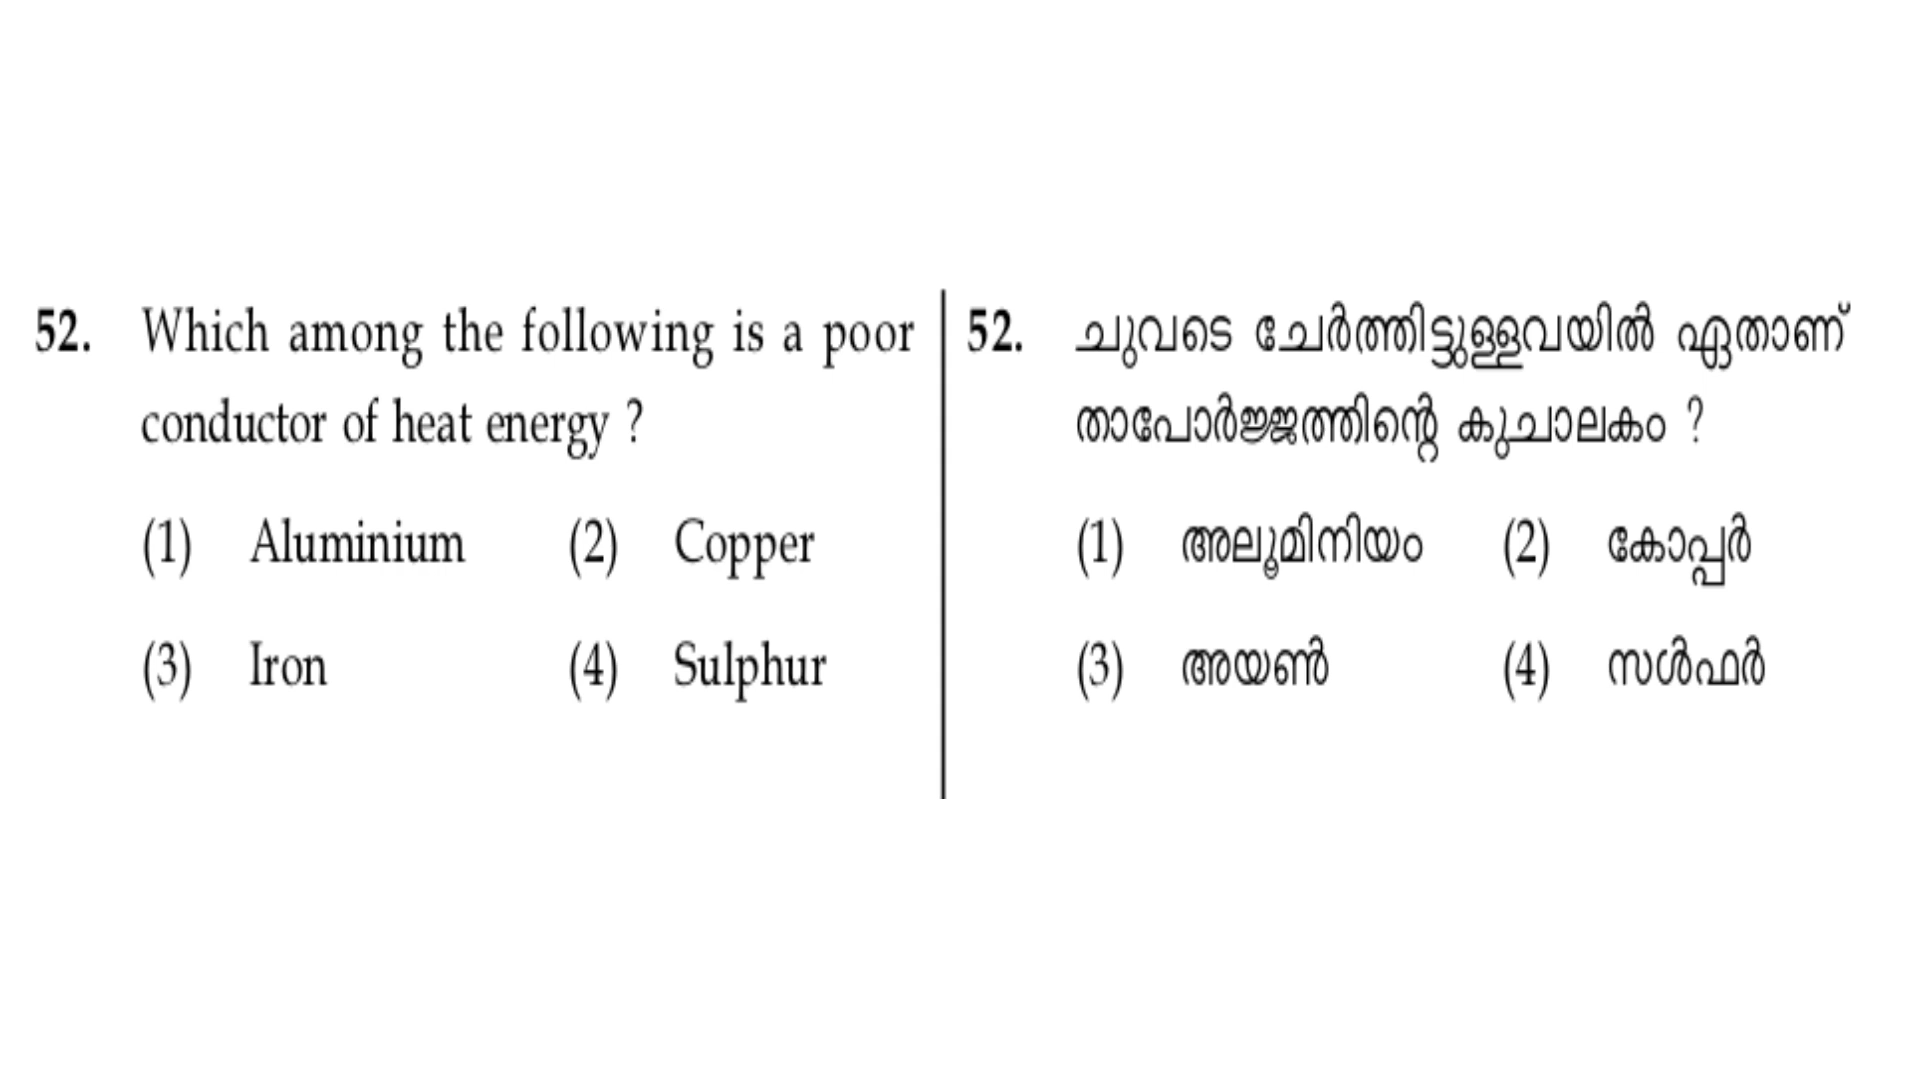 52. Which among the following is a poor
conductor of heat energy ?
(1) Aluminium (2) Copper
(3) Iron (4) Sulphur
52. ചുവടെ ചേർത്തിട്ടുള്ളവയിൽ ഏതാണ്
താപോർജ്ജത്തിന്റെ കുചാലകം ?
(1) അലൂമിനിയം (2) കോപ്പർ
(3) അയൺ (4) സൾഫർ